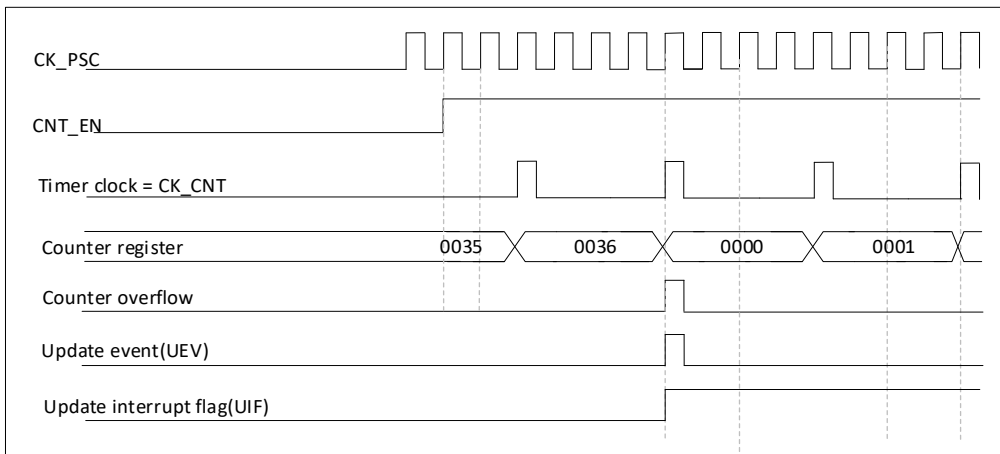 CK_PSC
CNT_EN
Timer clock = CK_CNT
Counter register
0035
0036
0000
0001
Counter overflow
Update event(UEV)
Update interrupt flag(UIF)